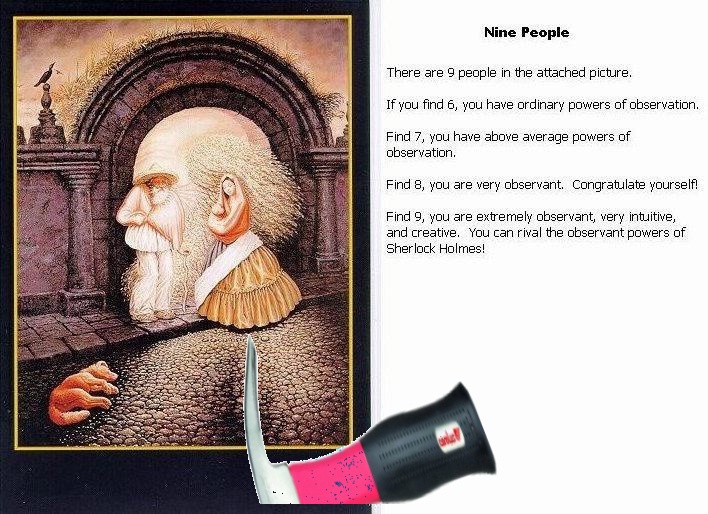 Nine People
There are 9 people in the attached picture.
If you find 6, you have ordinary powers of observation.
Find 7, you have above average powers of
observation.
Find 8, you are very observant.  Congratulate yourself!
Find 9, you are extremely observant, very intuitive,
and creative.  You can rival the observant powers of
Sherlock Holmes!